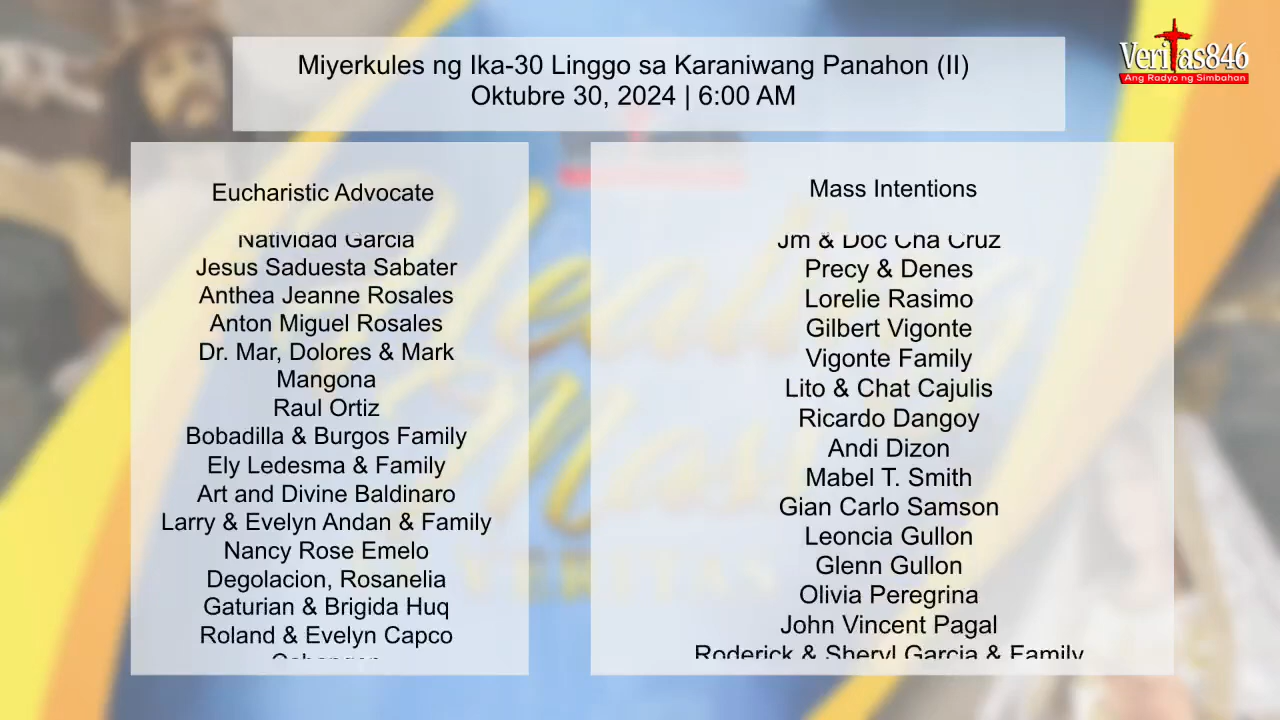 Miyerkules ng Ika-30 Linggo sa Karaniwang Panahon (II)
Oktubre 30, 2024 | 6:00 AM
Veritas846
Ang Radyo ng Simbahan
Eucharistic Advocate
Natividad Garcia
Jesus Saduesta Sabater
Anthea Jeanne Rosales
Anton Miguel Rosales
Dr. Mar, Dolores & Mark
Mangona
Raul Ortiz
Bobadilla & Burgos Family
Ely Ledesma & Family
Art and Divine Baldinaro
Larry & Evelyn Andan & Family
Nancy Rose Emelo
Degolacion, Rosanelia
Gaturian & Brigida Huq
Roland & Evelyn Capco
Mass Intentions
Jm & Doc Cha Cruz
Precy & Denes
Lorelie Rasimo
Gilbert Vigonte
Vigonte Family
Lito & Chat Cajulis
Ricardo Dangoy
Andi Dizon
Mabel T. Smith
Gian Carlo Samson
Leoncia Gullon
Glenn Gullon
Olivia Peregrina
John Vincent Pagal
Roderick & Sheryl Garcia & Family
Healing
Mass
VERITAS